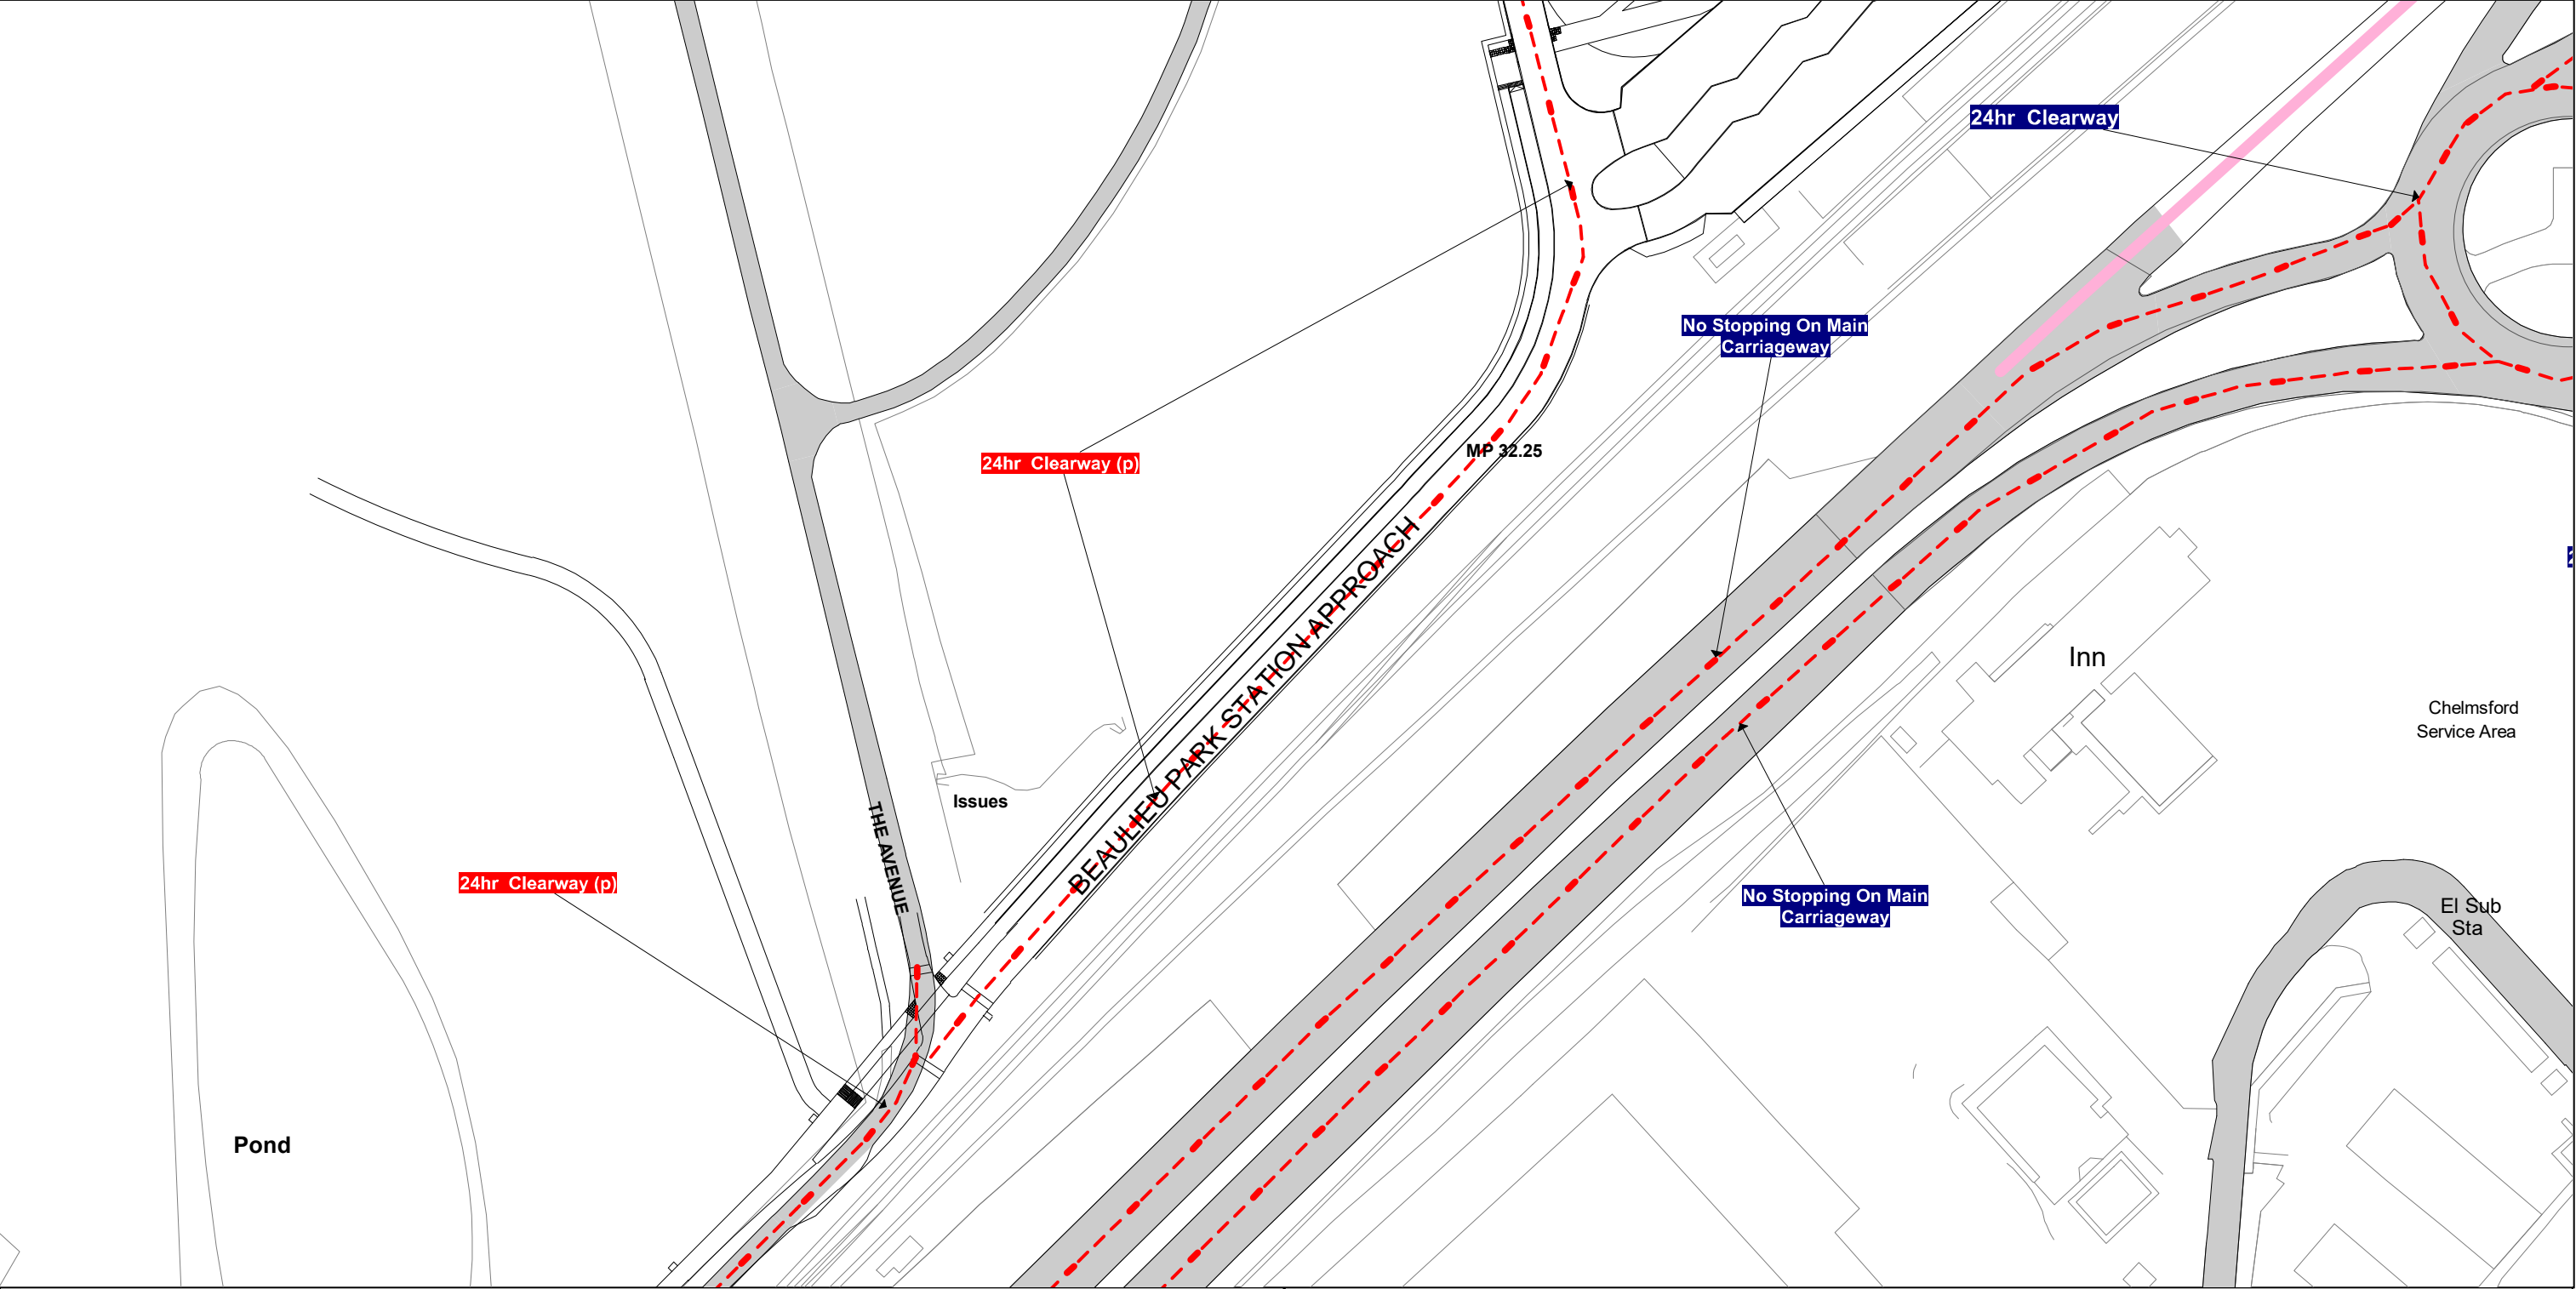 24hr  Clearway
No Stopping On Main
Carriageway
MP 32.25
24hr  Clearway (p)
BEAULIEU PARK STATION APPROACH
Inn
Chelmsford
Service Area
Issues
THE AVENUE
24hr  Clearway (p)
No Stopping On Main
Carriageway
El Sub
Sta
Pond